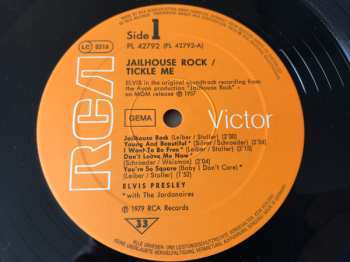 LC 0316
Side 1
PL 42792 (PL 42792-A)
JAILHOUSE ROCK /
TICKLE ME
ELVIS in the original soundtrack recording from
the Avon production "Jailhouse Rock" -
an MGM release ℗ 1957
RCA
Victor
GEMA
Jailhouse Rock (Leiber / Stoller) (2'30)
Young And Beautiful * (Silver / Schroeder)
I Want To Be Free * (Leiber / Stoller)
Don't Leave Me Now *
(Schroeder / Weisman) (2'04)
You're So Square (Baby I Don't Care) *
(Leiber / Stoller) (1'52)
ELVIS PRESLEY
*with The Jordanaires
© 1979 RCA Records
33